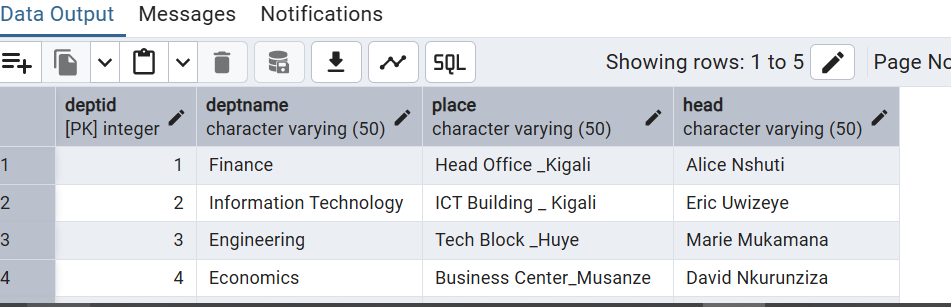 Data Output Messages Notifications
SQL Showing rows: 1 to 5 Page No
deptid deptname place head
[PK] integer character varying (50) character varying (50) character varying (50)
1 1 Finance Head Office _Kigali Alice Nshuti
2 2 Information Technology ICT Building _ Kigali Eric Uwizeye
3 3 Engineering Tech Block _Huye Marie Mukamana
4 4 Economics Business Center_Musanze David Nkurunziza